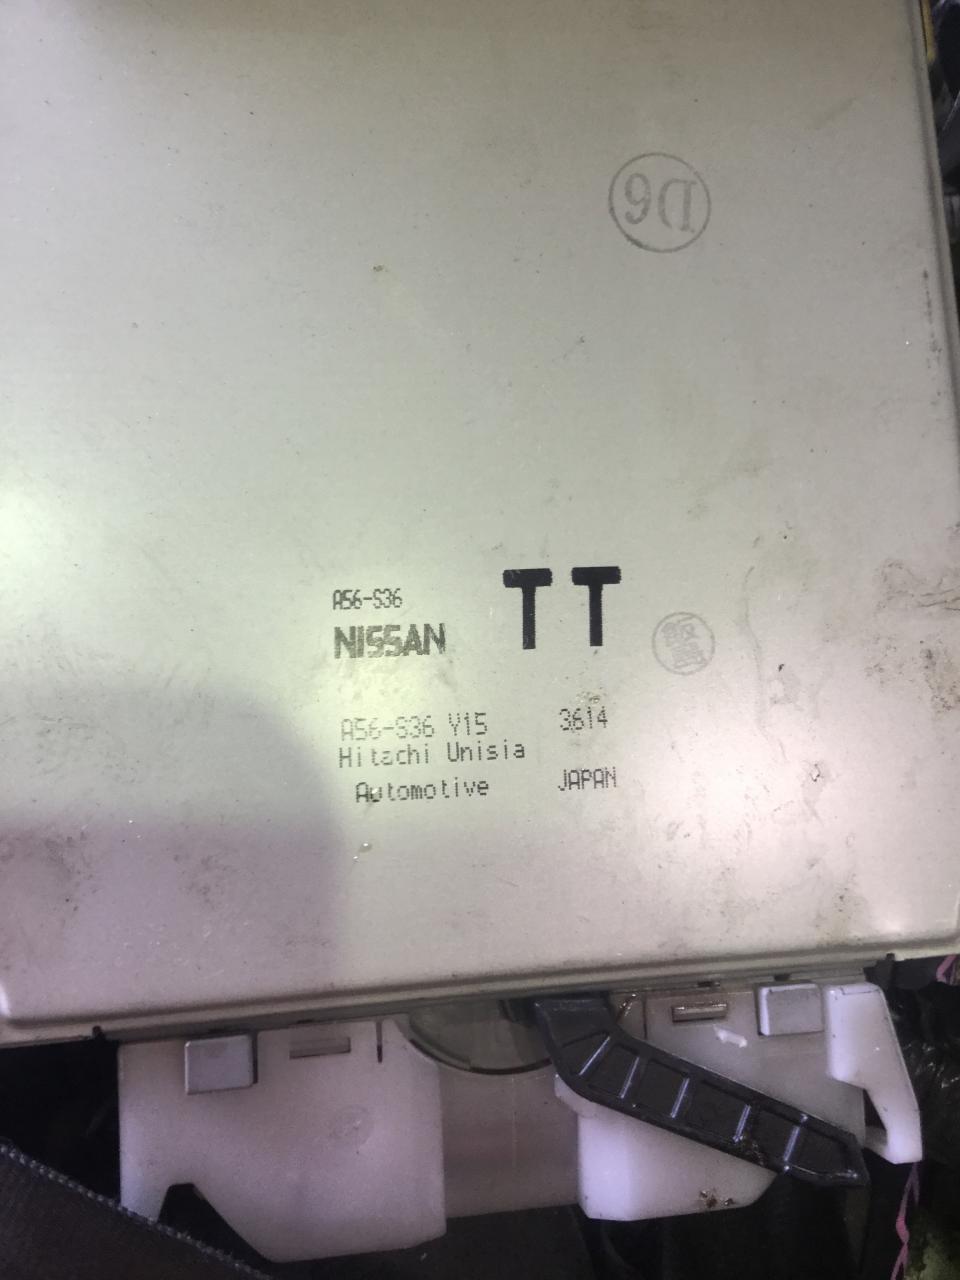 D6
A56-S36
NISSAN TT
A56-S36 Y15 3614
Hitachi Unisia
Automotive JAPAN